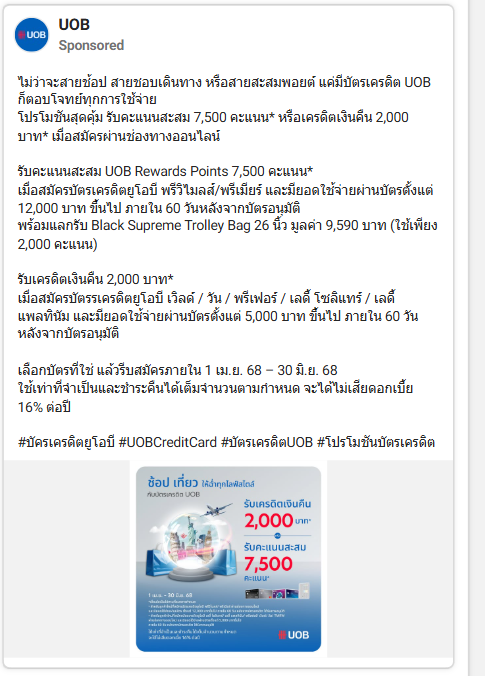 UOB
UOB
Sponsored
ไม่ว่าจะสายช้อป สายชอบเดินทาง หรือสายสะสมพอยต์ แค่มีบัตรเครดิต UOB
ก็ตอบโจทย์ทุกการใช้จ่าย
โปรโมชันสุดคุ้ม รับคะแนนสะสม 7,500 คะแนน* หรือเครดิตเงินคืน 2,000
บาท* เมื่อสมัครผ่านช่องทางออนไลน์
รับคะแนนสะสม UOB Rewards Points 7,500 คะแนน*
เมื่อสมัครบัตรเครดิตยูโอบี พรีวิไมลส์/พรีเมียร์ และมียอดใช้จ่ายผ่านบัตรตั้งแต่
12,000 บาท ขึ้นไป ภายใน 60 วันหลังจากบัตรอนุมัติ
พร้อมแลกรับ Black Supreme Trolley Bag 26 นิ้ว มูลค่า 9,590 บาท (ใช้เพียง
2,000 คะแนน)
รับเครดิตเงินคืน 2,000 บาท*
เมื่อสมัครบัตรรเครดิตยูโอบี เวิลด์ / วัน / พรีเฟอร์ / เลดี้ โซลิแทร์ / เลดี้
แพลทินัม และมียอดใช้จ่ายผ่านบัตรตั้งแต่ 5,000 บาท ขึ้นไป ภายใน 60 วัน
หลังจากบัตรอนุมัติ
เลือกบัตรที่ใช่ แล้วรีบสมัครภายใน 1 เม.ย. 68 – 30 มิ.ย. 68
ใช้เท่าที่จำเป็นและชำระคืนได้เต็มจำนวนตามกำหนด จะได้ไม่เสียดอกเบี้ย
16% ต่อปี
#บัตรเครดิตยูโอบี #UOBCreditCard #บัตรเครดิตUOB #โปรโมชันบัตรเครดิต
ช้อป เที่ยว ให้ฉ่ำทุกไลฟ์สไตล์
กับบัตรเครดิต UOB
รับเครดิตเงินคืน
2,000 บาท*
รับคะแนนสะสม
7,500
คะแนน*
1 เม.ย. – 30 มิ.ย. 68
UOB